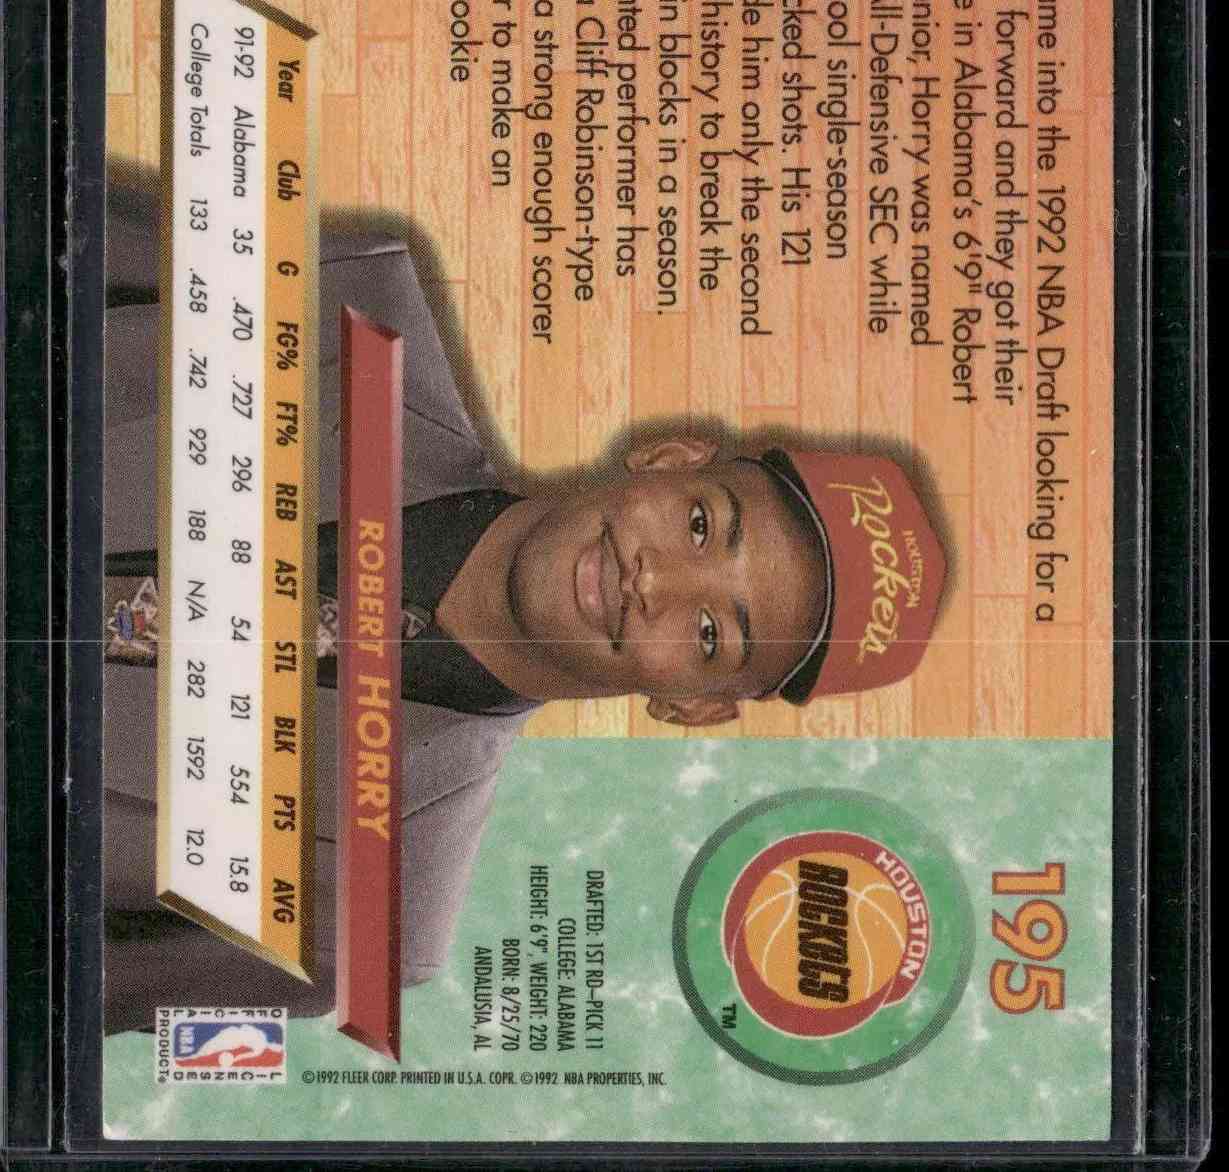 ame into the 1992 NBA Draft looking for a
forward and they got their
e in Alabama's 6'9" Robert
enior, Horry was named
All-Defensive SEC while
ool single-season
cked shots. His 121
de him only the second
history to break the
in blocks in a season.
nted performer has
a Cliff Robinson-type
a strong enough scorer
r to make an
ookie
HOUSTON
Rockets
195
HOUSTON
ROCKETS
TM
DRAFTED: 1ST RD—PICK 11
COLLEGE: ALABAMA
HEIGHT: 6'9", WEIGHT: 220
BORN: 8/25/70
ANDALUSIA, AL
ROBERT HORRY
Year Club G FG% FT% REB AST STL BLK PTS AVG
91-92 Alabama 35 .470 .727 296 88 54 121 554 15.8
College Totals 133 .458 .742 929 188 N/A 282 1592 12.0
OFFICIAL
LICENSED
NBA
PRODUCT®
©1992 FLEER CORP. PRINTED IN U.S.A. COPR. ©1992 NBA PROPERTIES, INC.